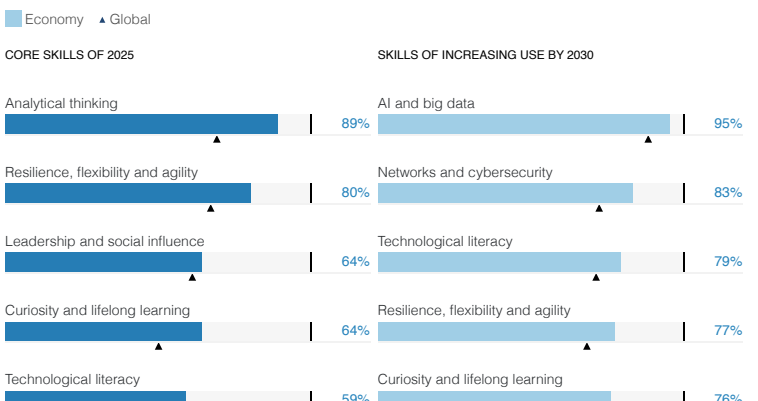 Economy Global
CORE SKILLS OF 2025
Analytical thinking
89%
Resilience, flexibility and agility
80%
Leadership and social influence
64%
Curiosity and lifelong learning
64%
Technological literacy
59%
SKILLS OF INCREASING USE BY 2030
AI and big data
95%
Networks and cybersecurity
83%
Technological literacy
79%
Resilience, flexibility and agility
77%
Curiosity and lifelong learning
76%